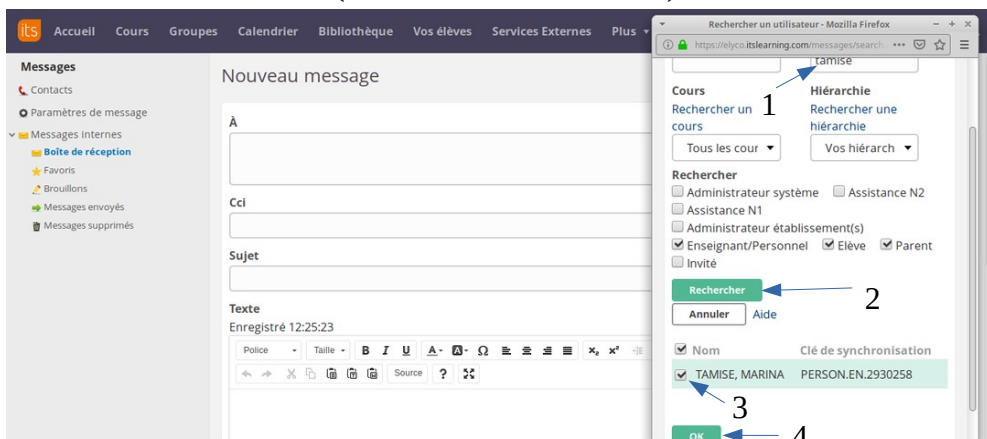 its Accueil Cours Groupes Calendrier Bibliothèque Vos élèves Services Externes Plus
Messages
Contacts
Paramètres de message
Messages internes
Boîte de réception
Favoris
Brouillons
Messages envoyés
Messages supprimés
Nouveau message
À
Cci
Sujet
Texte
Enregistré 12:25:23
Police Taille B I U A A Ω x₂ x²
Source ?
Rechercher un utilisateur - Mozilla Firefox
https://elyco.itslearning.com/messages/search
tamise
1
Cours Hiérarchie
Rechercher un Rechercher une
cours hiérarchie
Tous les cour Vos hiérarch
Rechercher
Administrateur système Assistance N2
Assistance N1
Administrateur établissement(s)
Enseignant/Personnel Elève Parent
Invité
Rechercher 2
Annuler Aide
Nom Clé de synchronisation
TAMISE, MARINA PERSON.EN.2930258
3
OK 4